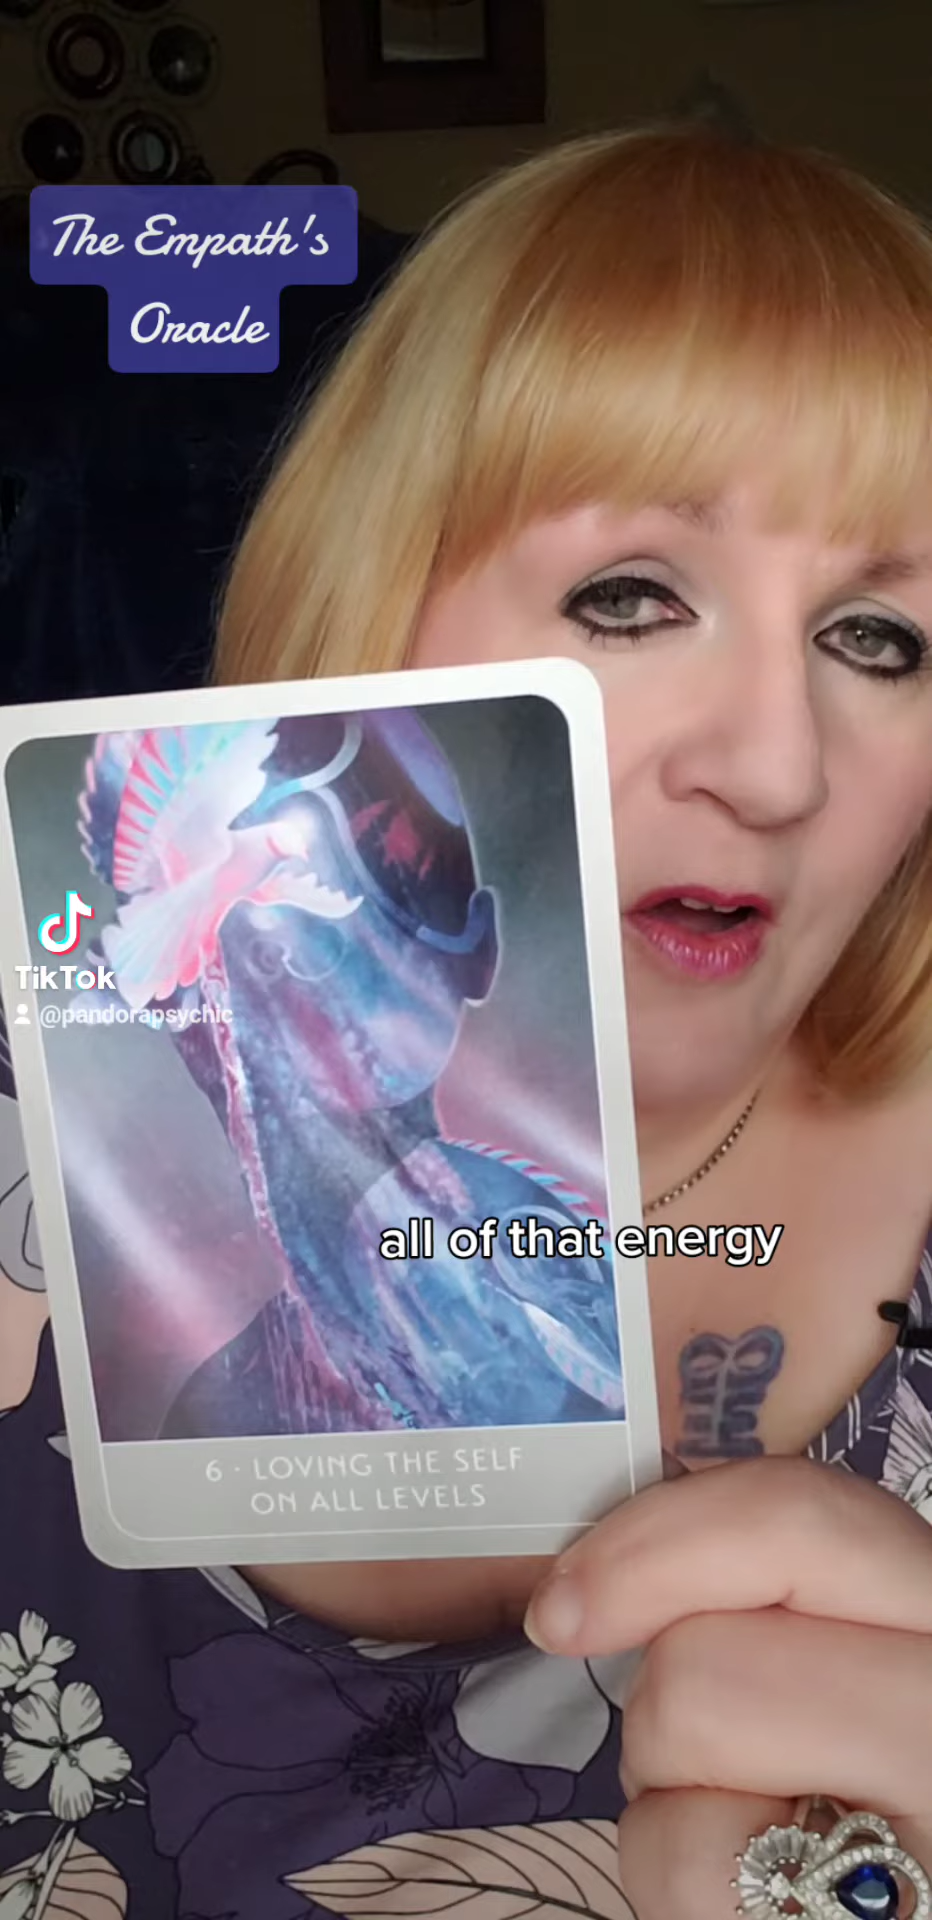 The Empath's
Oracle
TikTok
@pandorapsychic
all of that energy
6 · LOVING THE SELF
ON ALL LEVELS